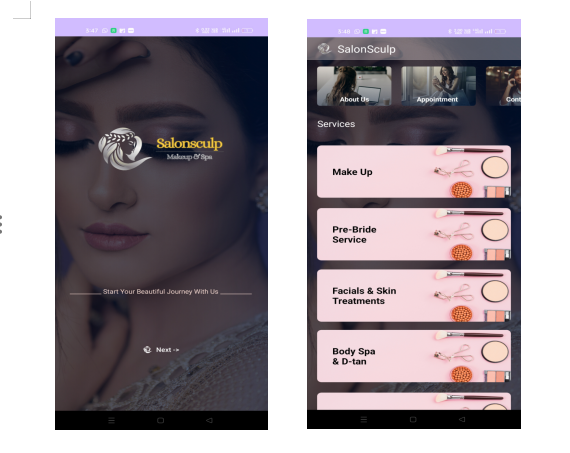 5:47
Salonsculp
Makeup & Spa
Start Your Beautiful Journey With Us
Next ->
5:48
SalonSculp
About Us
Appointment
Cont
Services
Make Up
Pre-Bride
Service
Facials & Skin
Treatments
Body Spa
& D-tan